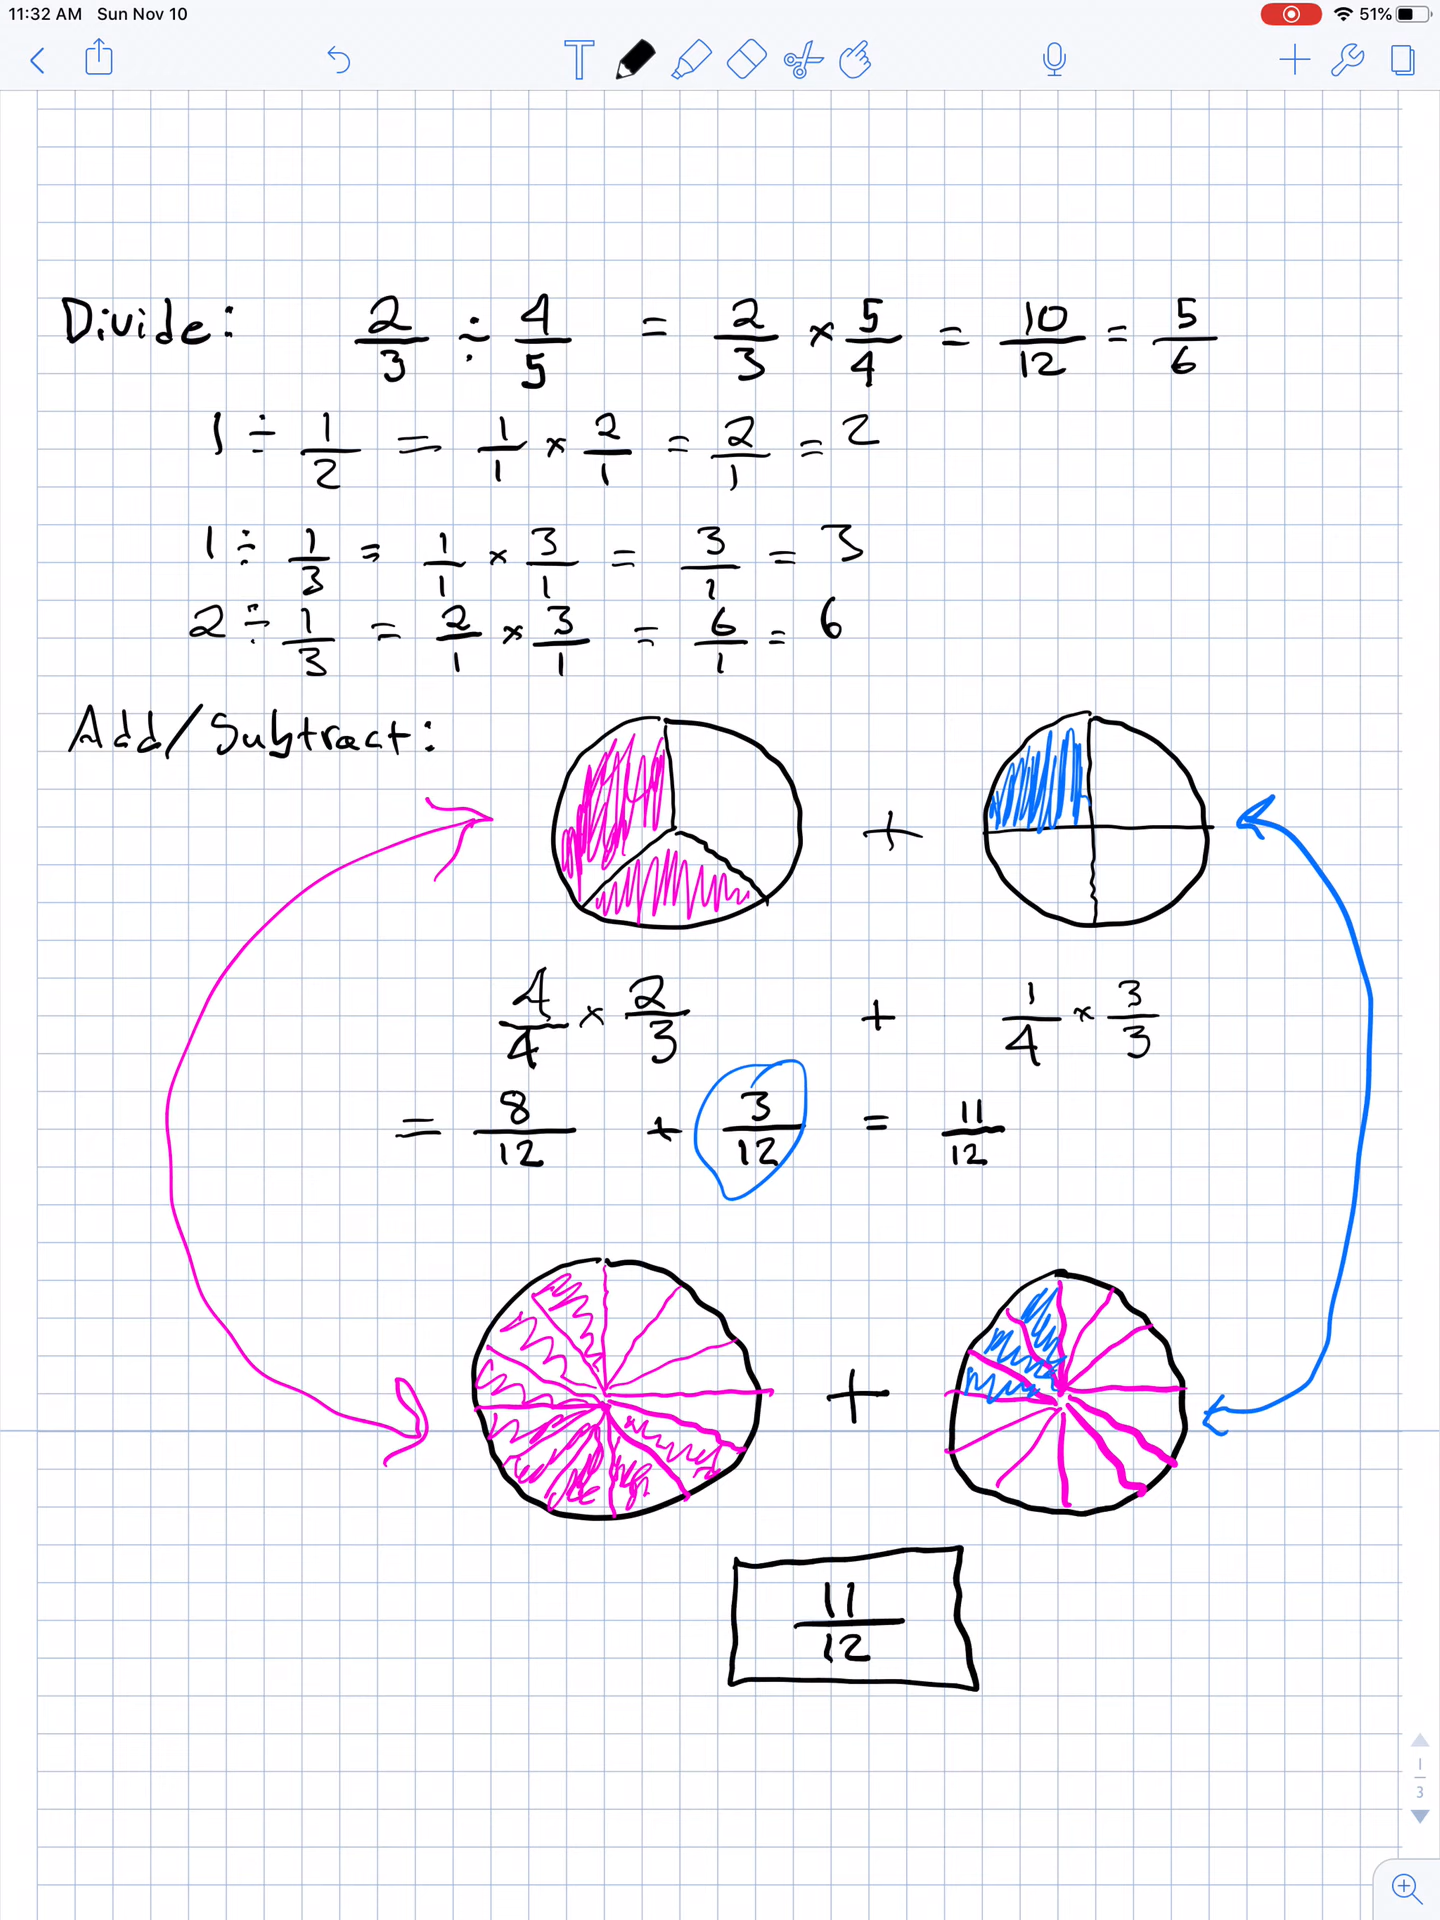 11:32 AM Sun Nov 10 51%
T
Divide: 2/3 ÷ 4/5 = 2/3 × 5/4 = 10/12 = 5/6
1 ÷ 1/2 = 1/1 × 2/1 = 2/1 = 2
1 ÷ 1/3 = 1/1 × 3/1 = 3/1 = 3
2 ÷ 1/3 = 2/1 × 3/1 = 6/1 = 6
Add/Subtract:
+
4/4 × 2/3 + 1/4 × 3/3
= 8/12 + 3/12 = 11/12
+
11/12
1/3